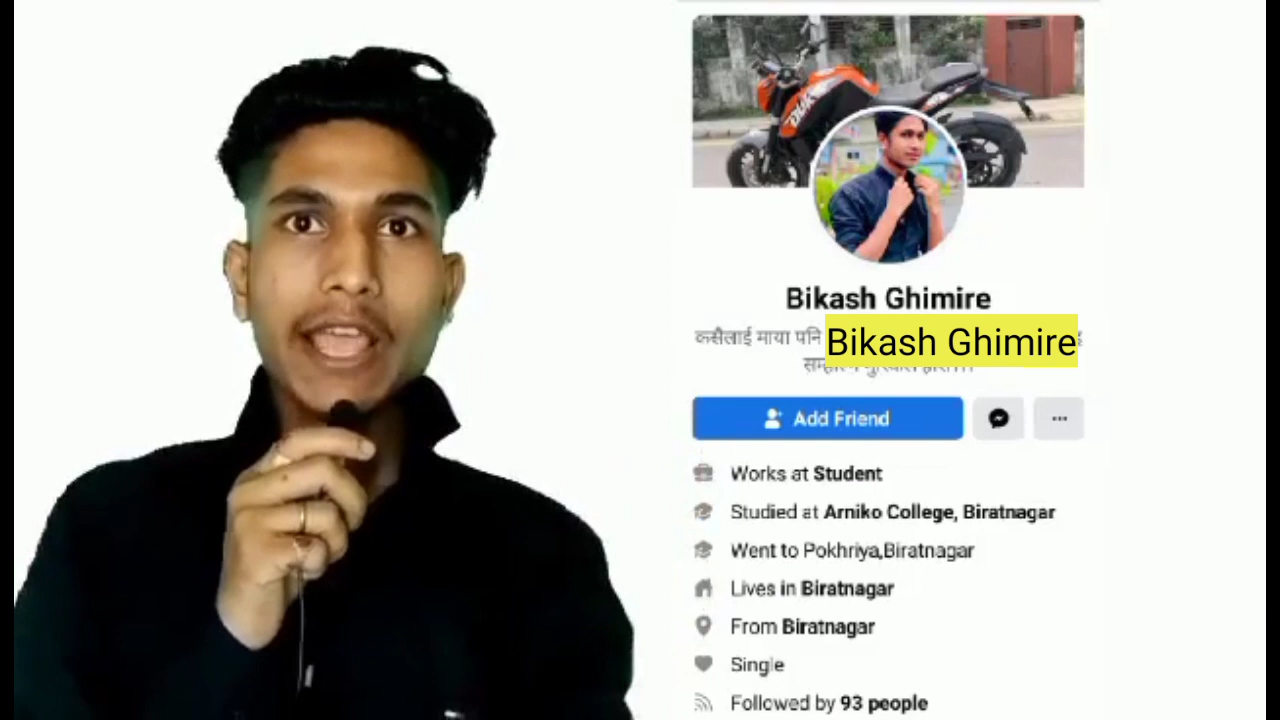 DUKE
Bikash Ghimire
कसैलाई माया पनि
Bikash Ghimire
Add Friend
Works at Student
Studied at Arniko College, Biratnagar
Went to Pokhriya,Biratnagar
Lives in Biratnagar
From Biratnagar
Single
Followed by 93 people